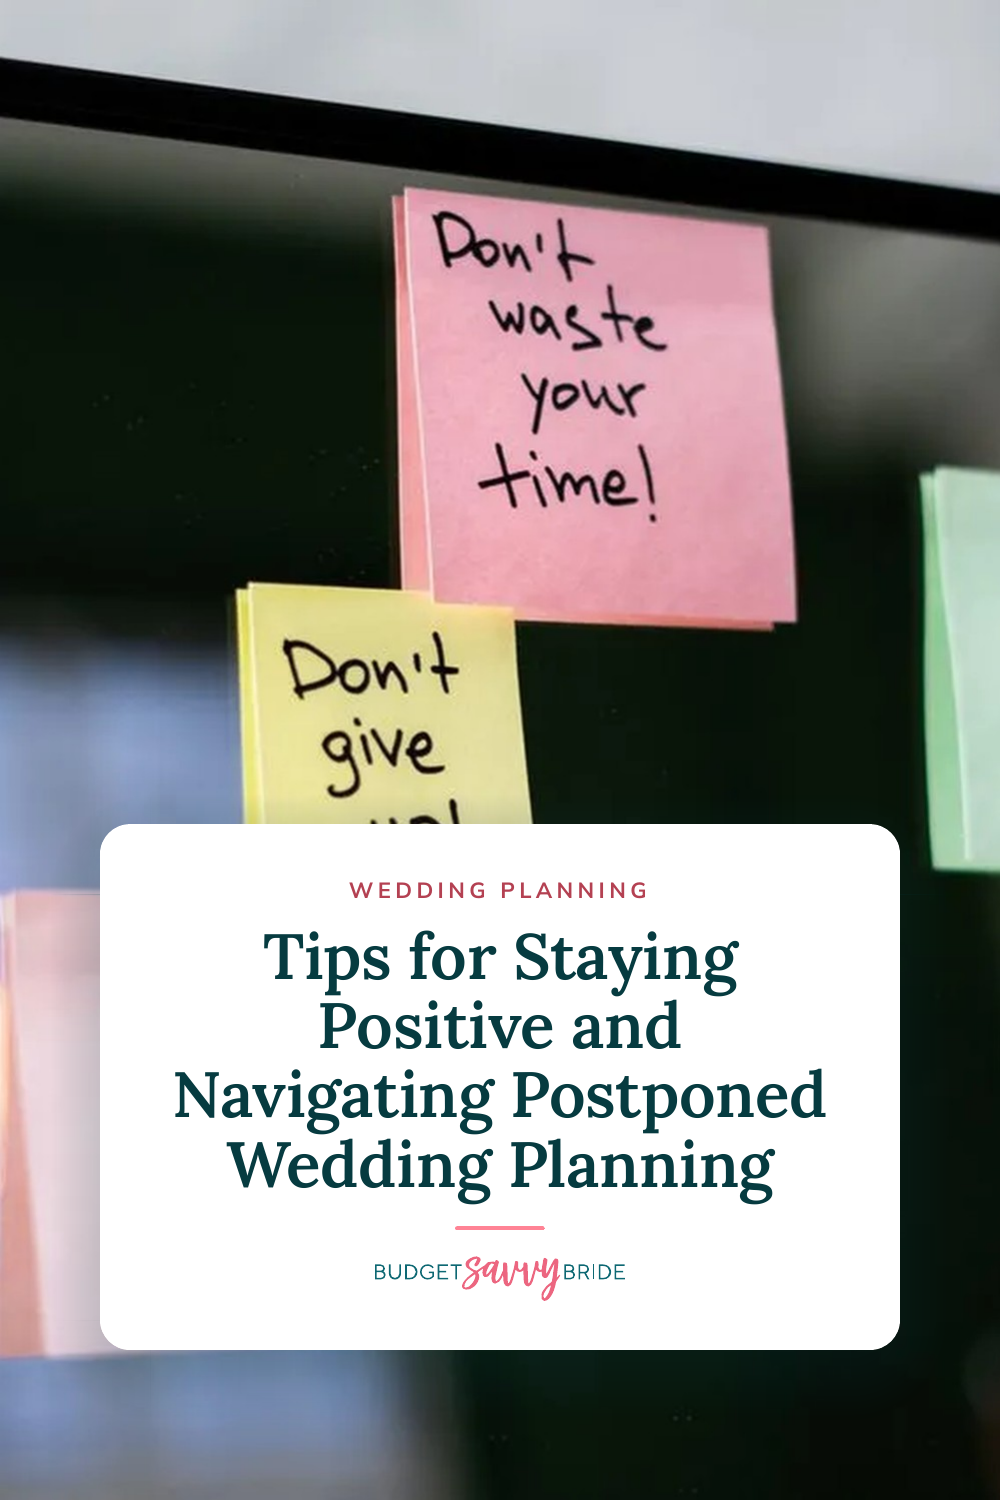 Don't
waste
your
time!
Don't
give
up!
WEDDING PLANNING
Tips for Staying
Positive and
Navigating Postponed
Wedding Planning
BUDGET savvy BRIDE